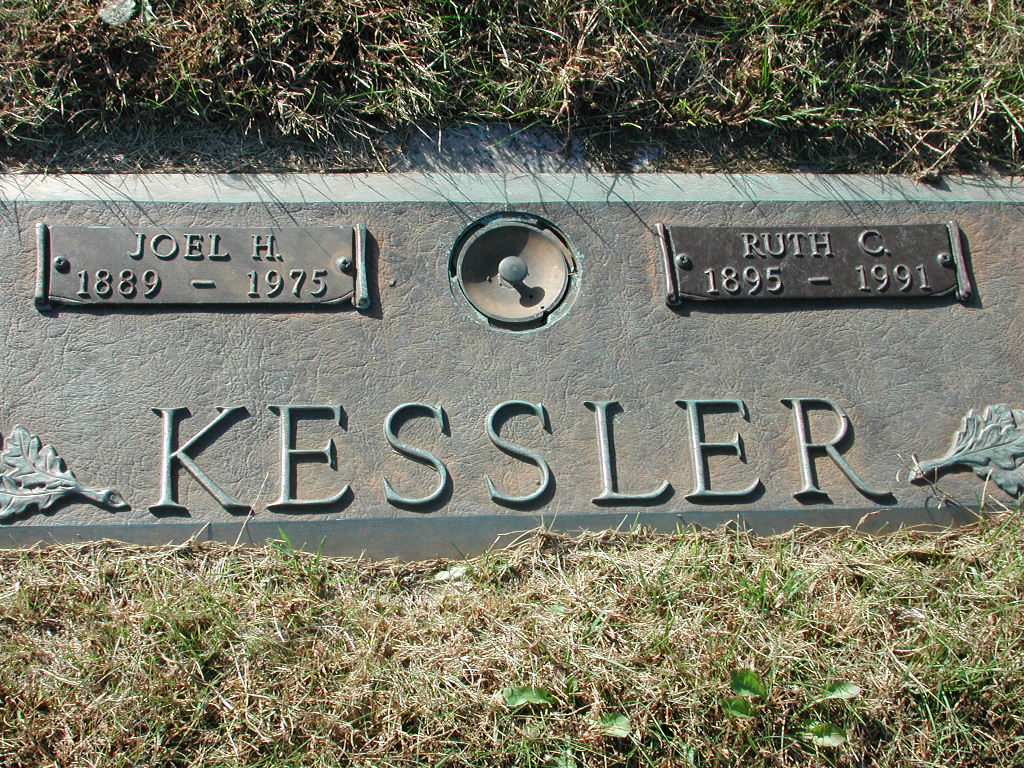 JOEL H.
1889 – 1975
RUTH C.
1895 – 1991
KESSLER